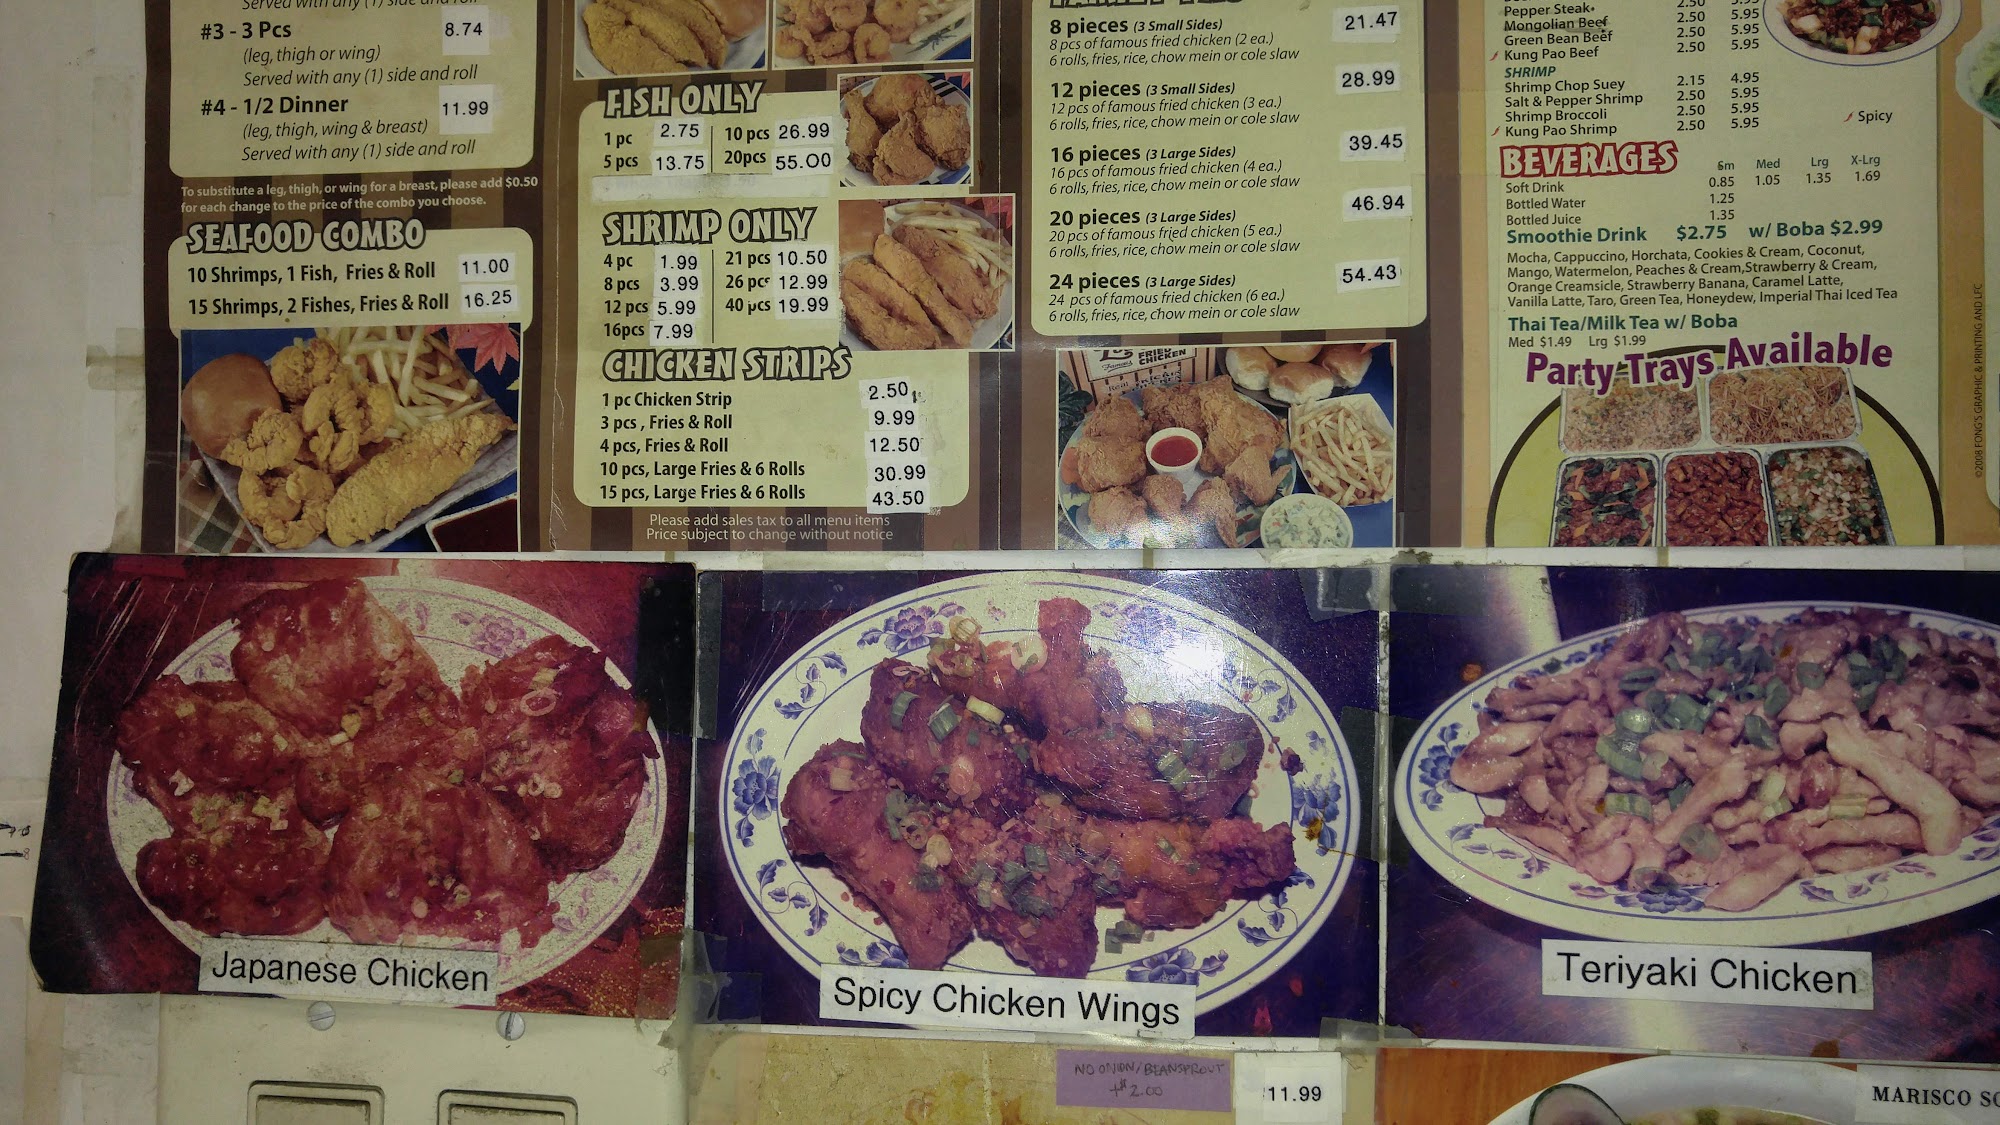 Served with any (1) side and roll
#3 - 3 Pcs 8.74
(leg, thigh or wing)
Served with any (1) side and roll
#4 - 1/2 Dinner 11.99
(leg, thigh, wing & breast)
Served with any (1) side and roll
To substitute a leg, thigh, or wing for a breast, please add $0.50
for each change to the price of the combo you choose.
SEAFOOD COMBO
10 Shrimps, 1 Fish, Fries & Roll 11.00
15 Shrimps, 2 Fishes, Fries & Roll 16.25
FISH ONLY
1 pc 2.75 10 pcs 26.99
5 pcs 13.75 20pcs 55.00
SHRIMP ONLY
4 pc 1.99 21 pcs 10.50
8 pcs 3.99 26 pcs 12.99
12 pcs 5.99 40 pcs 19.99
16pcs 7.99
CHICKEN STRIPS
1 pc Chicken Strip 2.50
3 pcs , Fries & Roll 9.99
4 pcs, Fries & Roll 12.50
10 pcs, Large Fries & 6 Rolls 30.99
15 pcs, Large Fries & 6 Rolls 43.50
Please add sales tax to all menu items
Price subject to change without notice
8 pieces (3 Small Sides) 21.47
8 pcs of famous fried chicken (2 ea.)
6 rolls, fries, rice, chow mein or cole slaw
12 pieces (3 Small Sides) 28.99
12 pcs of famous fried chicken (3 ea.)
6 rolls, fries, rice, chow mein or cole slaw
16 pieces (3 Large Sides) 39.45
16 pcs of famous fried chicken (4 ea.)
6 rolls, fries, rice, chow mein or cole slaw
20 pieces (3 Large Sides) 46.94
20 pcs of famous fried chicken (5 ea.)
6 rolls, fries, rice, chow mein or cole slaw
24 pieces (3 Large Sides) 54.43
24 pcs of famous fried chicken (6 ea.)
6 rolls, fries, rice, chow mein or cole slaw
FRIED
CHICKEN
Famous
Real
Pepper Steak 2.50 5.95
Mongolian Beef 2.50 5.95
Green Bean Beef 2.50 5.95
Kung Pao Beef 2.50 5.95
SHRIMP
Shrimp Chop Suey 2.15 4.95
Salt & Pepper Shrimp 2.50 5.95
Shrimp Broccoli 2.50 5.95
Kung Pao Shrimp 2.50 5.95
Spicy
BEVERAGES Sm Med Lrg X-Lrg
Soft Drink 0.85 1.05 1.35 1.69
Bottled Water 1.25
Bottled Juice 1.35
Smoothie Drink $2.75 w/ Boba $2.99
Mocha, Cappuccino, Horchata, Cookies & Cream, Coconut,
Mango, Watermelon, Peaches & Cream,Strawberry & Cream,
Orange Creamsicle, Strawberry Banana, Caramel Latte,
Vanilla Latte, Taro, Green Tea, Honeydew, Imperial Thai Iced Tea
Thai Tea/Milk Tea w/ Boba
Med $1.49 Lrg $1.99
Party Trays Available
©2008 FONG'S GRAPHIC & PRINTING AND LFC
Japanese Chicken
Spicy Chicken Wings
Teriyaki Chicken
NO ONION/BEANSPROUT
+$2.00
11.99
MARISCO